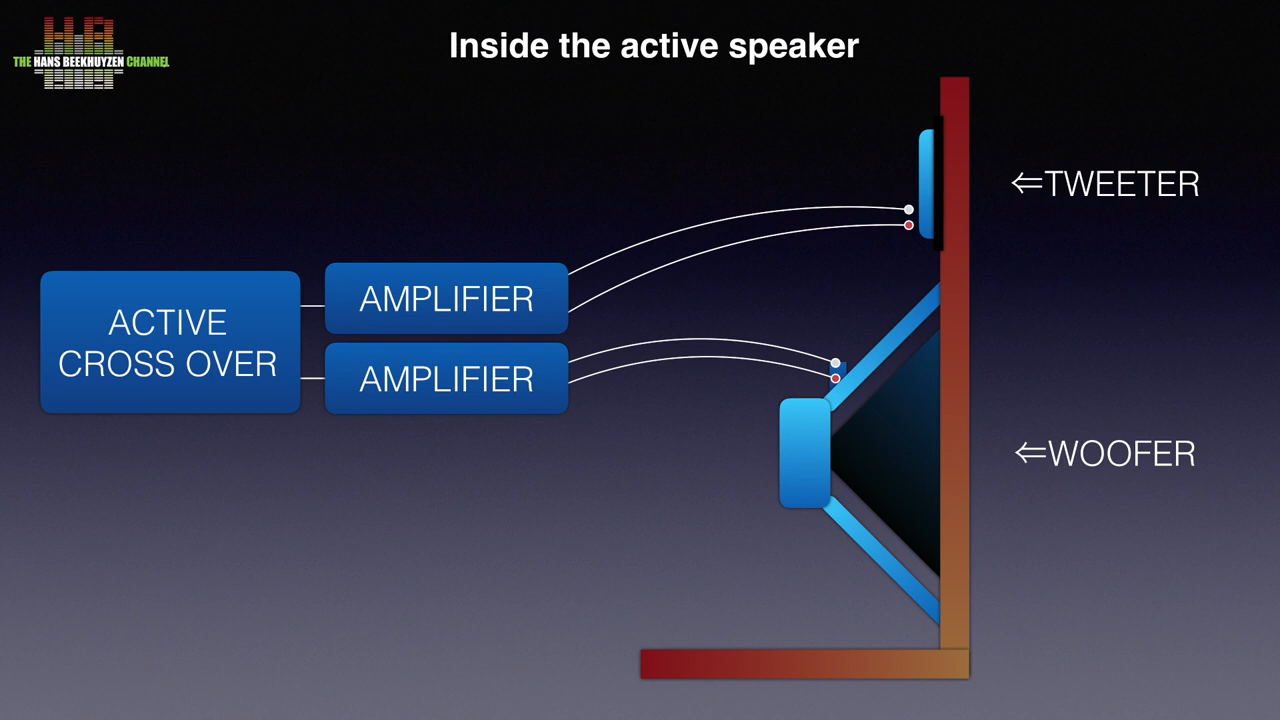 THE HANS BEEKHUYZEN CHANNEL
Inside the active speaker
⇐TWEETER
AMPLIFIER
ACTIVE
CROSS OVER
AMPLIFIER
⇐WOOFER